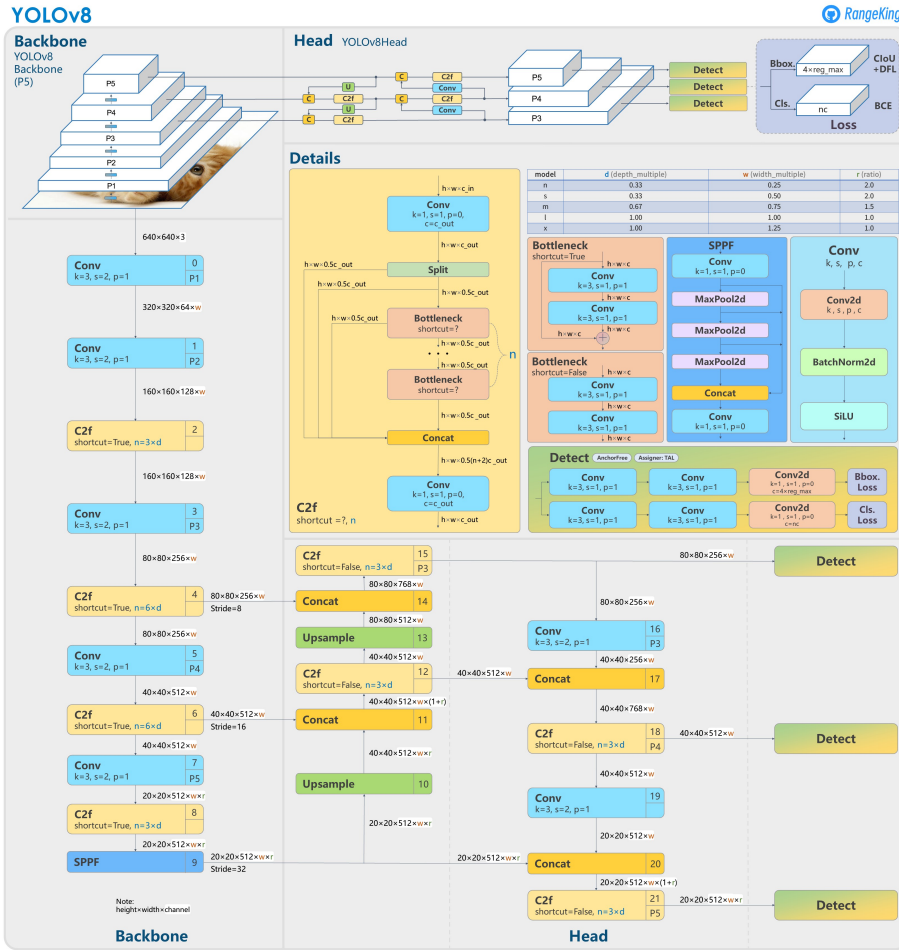 YOLOv8
RangeKing
Backbone
YOLOv8
Backbone
(P5)
P5
P4
P3
P2
P1
Head YOLOv8Head
C
C2f
U
Conv
C
C2f
C
C2f
U
Conv
C
C2f
P5
P4
P3
Detect
Detect
Detect
Bbox.
4×reg_max
CIoU
+DFL
Cls.
nc
BCE
Loss
640×640×3
Conv
k=3, s=2, p=1
0
P1
320×320×64×w
Conv
k=3, s=2, p=1
1
P2
160×160×128×w
C2f
shortcut=True, n=3×d
2
160×160×128×w
Conv
k=3, s=2, p=1
3
P3
80×80×256×w
C2f
shortcut=True, n=6×d
4
80×80×256×w
Stride=8
80×80×256×w
Conv
k=3, s=2, p=1
5
P4
40×40×512×w
C2f
shortcut=True, n=6×d
6
40×40×512×w
Stride=16
40×40×512×w
Conv
k=3, s=2, p=1
7
P5
20×20×512×w×r
C2f
shortcut=True, n=3×d
8
20×20×512×w×r
SPPF
9
20×20×512×w×r
Stride=32
Note:
height×width×channel
Backbone
Details
h×w×c_in
Conv
k=1, s=1, p=0,
c=c_out
h×w×c_out
Split
h×w×0.5c_out
h×w×0.5c_out
h×w×0.5c_out
h×w×0.5c_out
Bottleneck
shortcut=?
h×w×0.5c_out
• • •
h×w×0.5c_out
n
Bottleneck
shortcut=?
h×w×0.5c_out
Concat
h×w×0.5(n+2)c_out
Conv
k=1, s=1, p=0,
c=c_out
h×w×c_out
C2f
shortcut =?, n
model d (depth_multiple) w (width_multiple) r (ratio)
n 0.33 0.25 2.0
s 0.33 0.50 2.0
m 0.67 0.75 1.5
l 1.00 1.00 1.0
x 1.00 1.25 1.0
Bottleneck
shortcut=True
h×w×c
Conv
k=3, s=1, p=1
h×w×c
Conv
k=3, s=1, p=1
h×w×c
h×w×c
Bottleneck
shortcut=False
h×w×c
Conv
k=3, s=1, p=1
h×w×c
Conv
k=3, s=1, p=1
h×w×c
SPPF
Conv
k=1, s=1, p=0
MaxPool2d
MaxPool2d
MaxPool2d
Concat
Conv
k=1, s=1, p=0
Conv
k, s, p, c
Conv2d
k , s , p , c
BatchNorm2d
SiLU
Detect AnchorFree Assigner: TAL
Conv
k=3, s=1, p=1
Conv
k=3, s=1, p=1
Conv2d
k=1 , s=1 , p=0
c=4×reg_max
Bbox.
Loss
Conv
k=3, s=1, p=1
Conv
k=3, s=1, p=1
Conv2d
k=1 , s=1 , p=0
c=nc
Cls.
Loss
C2f
shortcut=False, n=3×d
15
P3
80×80×256×w
Detect
80×80×768×w
Concat
14
80×80×512×w
Upsample
13
40×40×512×w
C2f
shortcut=False, n=3×d
12
40×40×512×w
40×40×512×w×(1+r)
Concat
11
40×40×512×w×r
Upsample
10
20×20×512×w×r
80×80×256×w
Conv
k=3, s=2, p=1
16
P3
40×40×256×w
Concat
17
40×40×768×w
C2f
shortcut=False, n=3×d
18
P4
40×40×512×w
Detect
40×40×512×w
Conv
k=3, s=2, p=1
19
20×20×512×w
20×20×512×w×r
Concat
20
20×20×512×w×(1+r)
C2f
shortcut=False, n=3×d
21
P5
20×20×512×w×r
Detect
Head